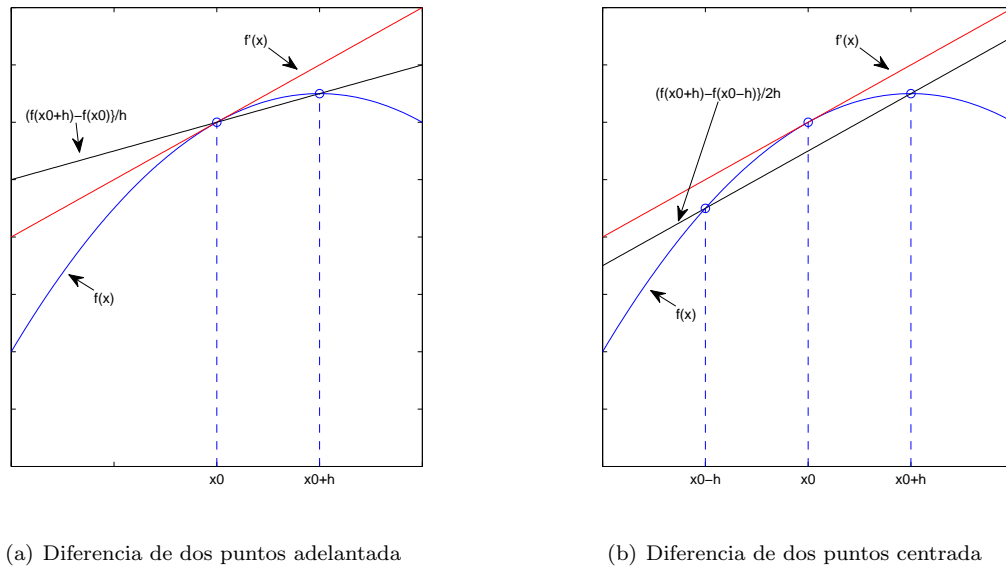 f'(x)
(f(x0+h)−f(x0)}/h
f(x)
x0
x0+h
(a) Diferencia de dos puntos adelantada
f'(x)
(f(x0+h)−f(x0−h)}/2h
f(x)
x0−h
x0
x0+h
(b) Diferencia de dos puntos centrada